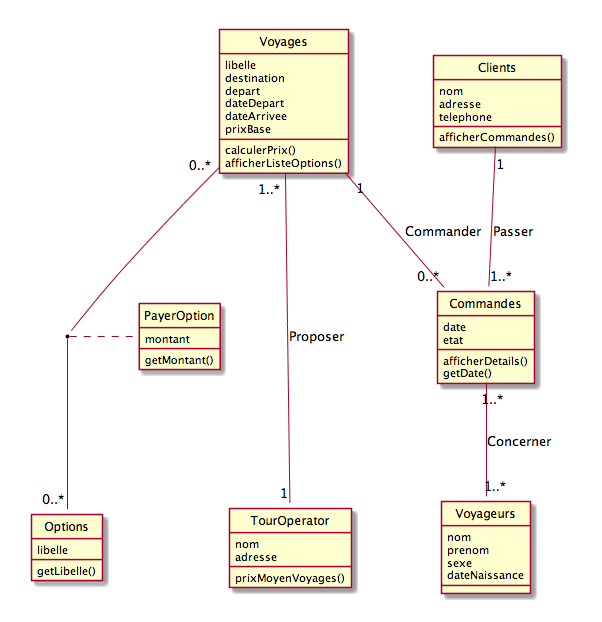 Voyages
libelle
destination
depart
dateDepart
dateArrivee
prixBase
calculerPrix()
afficherListeOptions()
Clients
nom
adresse
telephone
afficherCommandes()
0..*
1..*
1
1
Commander
Passer
0..*
1..*
Commandes
date
etat
afficherDetails()
getDate()
PayerOption
montant
getMontant()
Proposer
1..*
Concerner
0..*
1
1..*
Options
libelle
getLibelle()
TourOperator
nom
adresse
prixMoyenVoyages()
Voyageurs
nom
prenom
sexe
dateNaissance